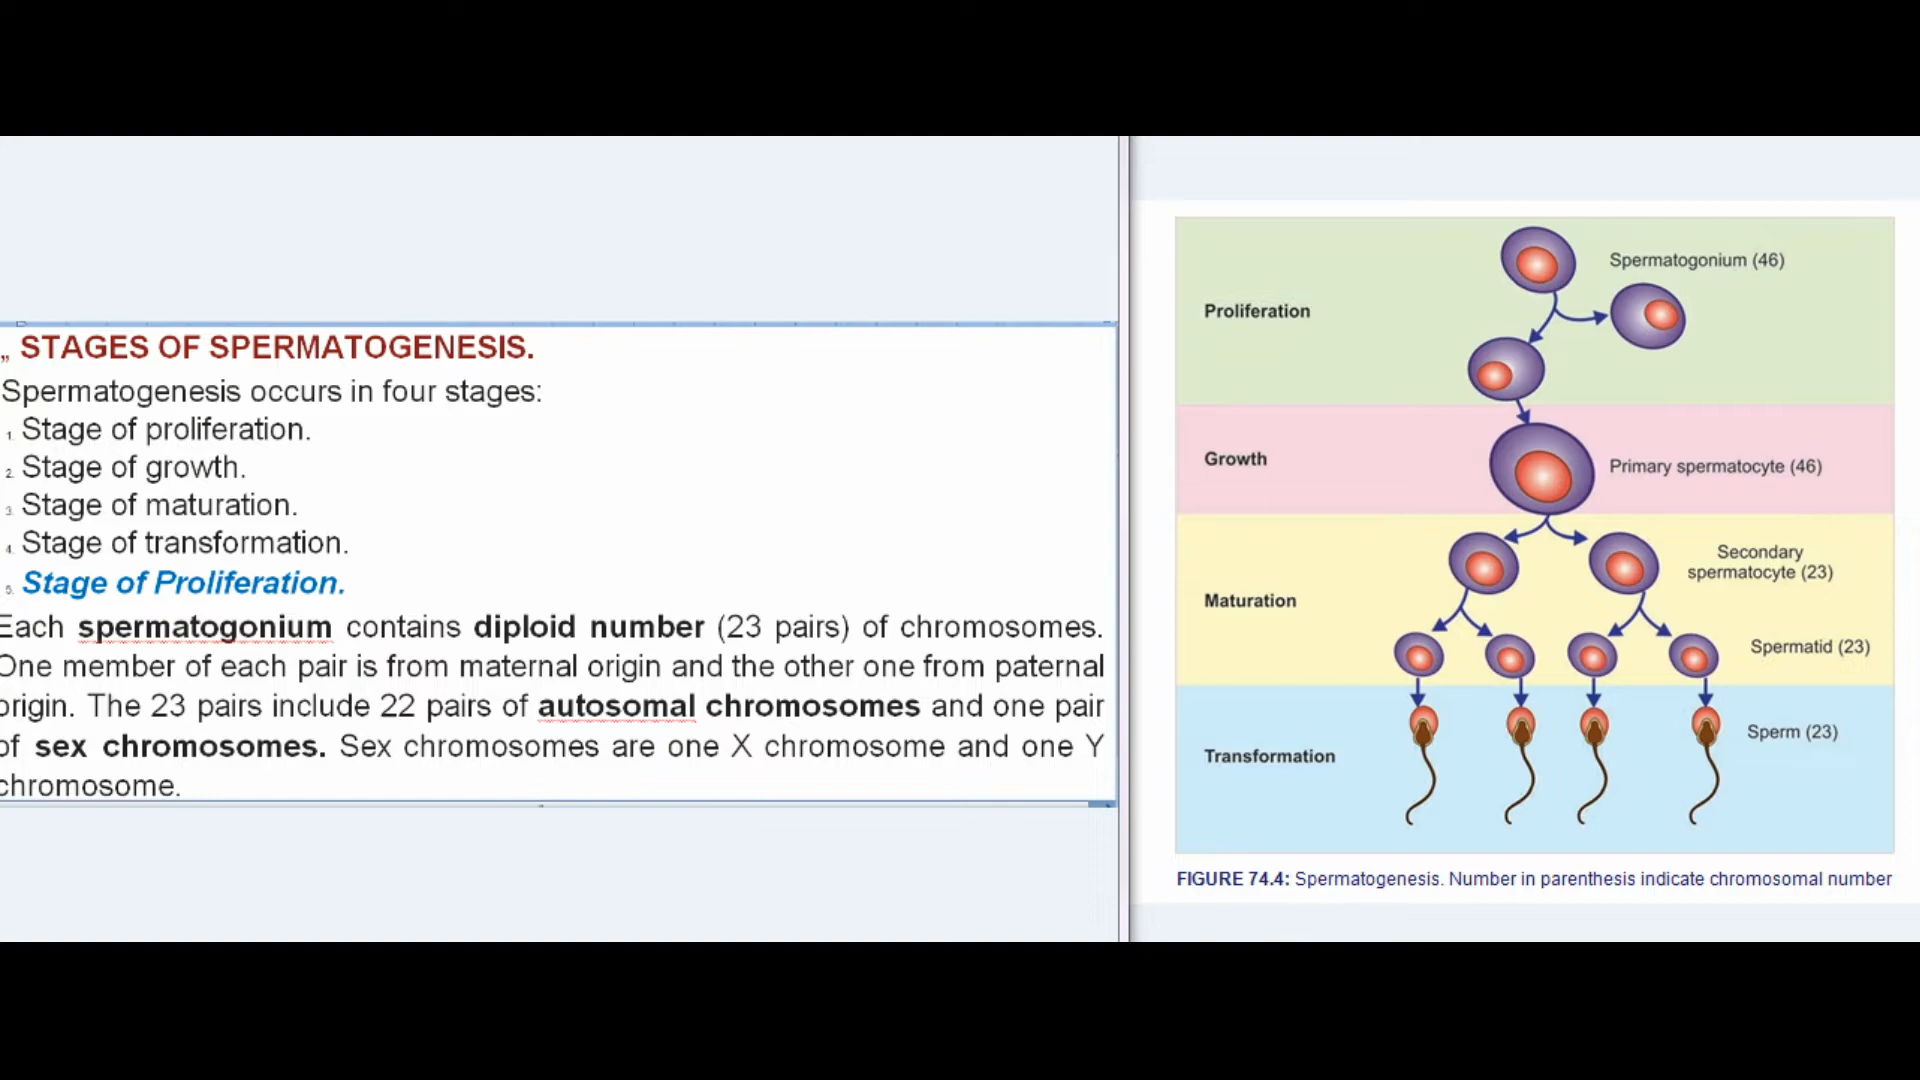 „ STAGES OF SPERMATOGENESIS.
Spermatogenesis occurs in four stages:
1. Stage of proliferation.
2. Stage of growth.
3. Stage of maturation.
4. Stage of transformation.
5. Stage of Proliferation.
Each spermatogonium contains diploid number (23 pairs) of chromosomes.
One member of each pair is from maternal origin and the other one from paternal
origin. The 23 pairs include 22 pairs of autosomal chromosomes and one pair
of sex chromosomes. Sex chromosomes are one X chromosome and one Y
chromosome.
Proliferation
Spermatogonium (46)
Growth
Primary spermatocyte (46)
Maturation
Secondary
spermatocyte (23)
Spermatid (23)
Transformation
Sperm (23)
FIGURE 74.4: Spermatogenesis. Number in parenthesis indicate chromosomal number